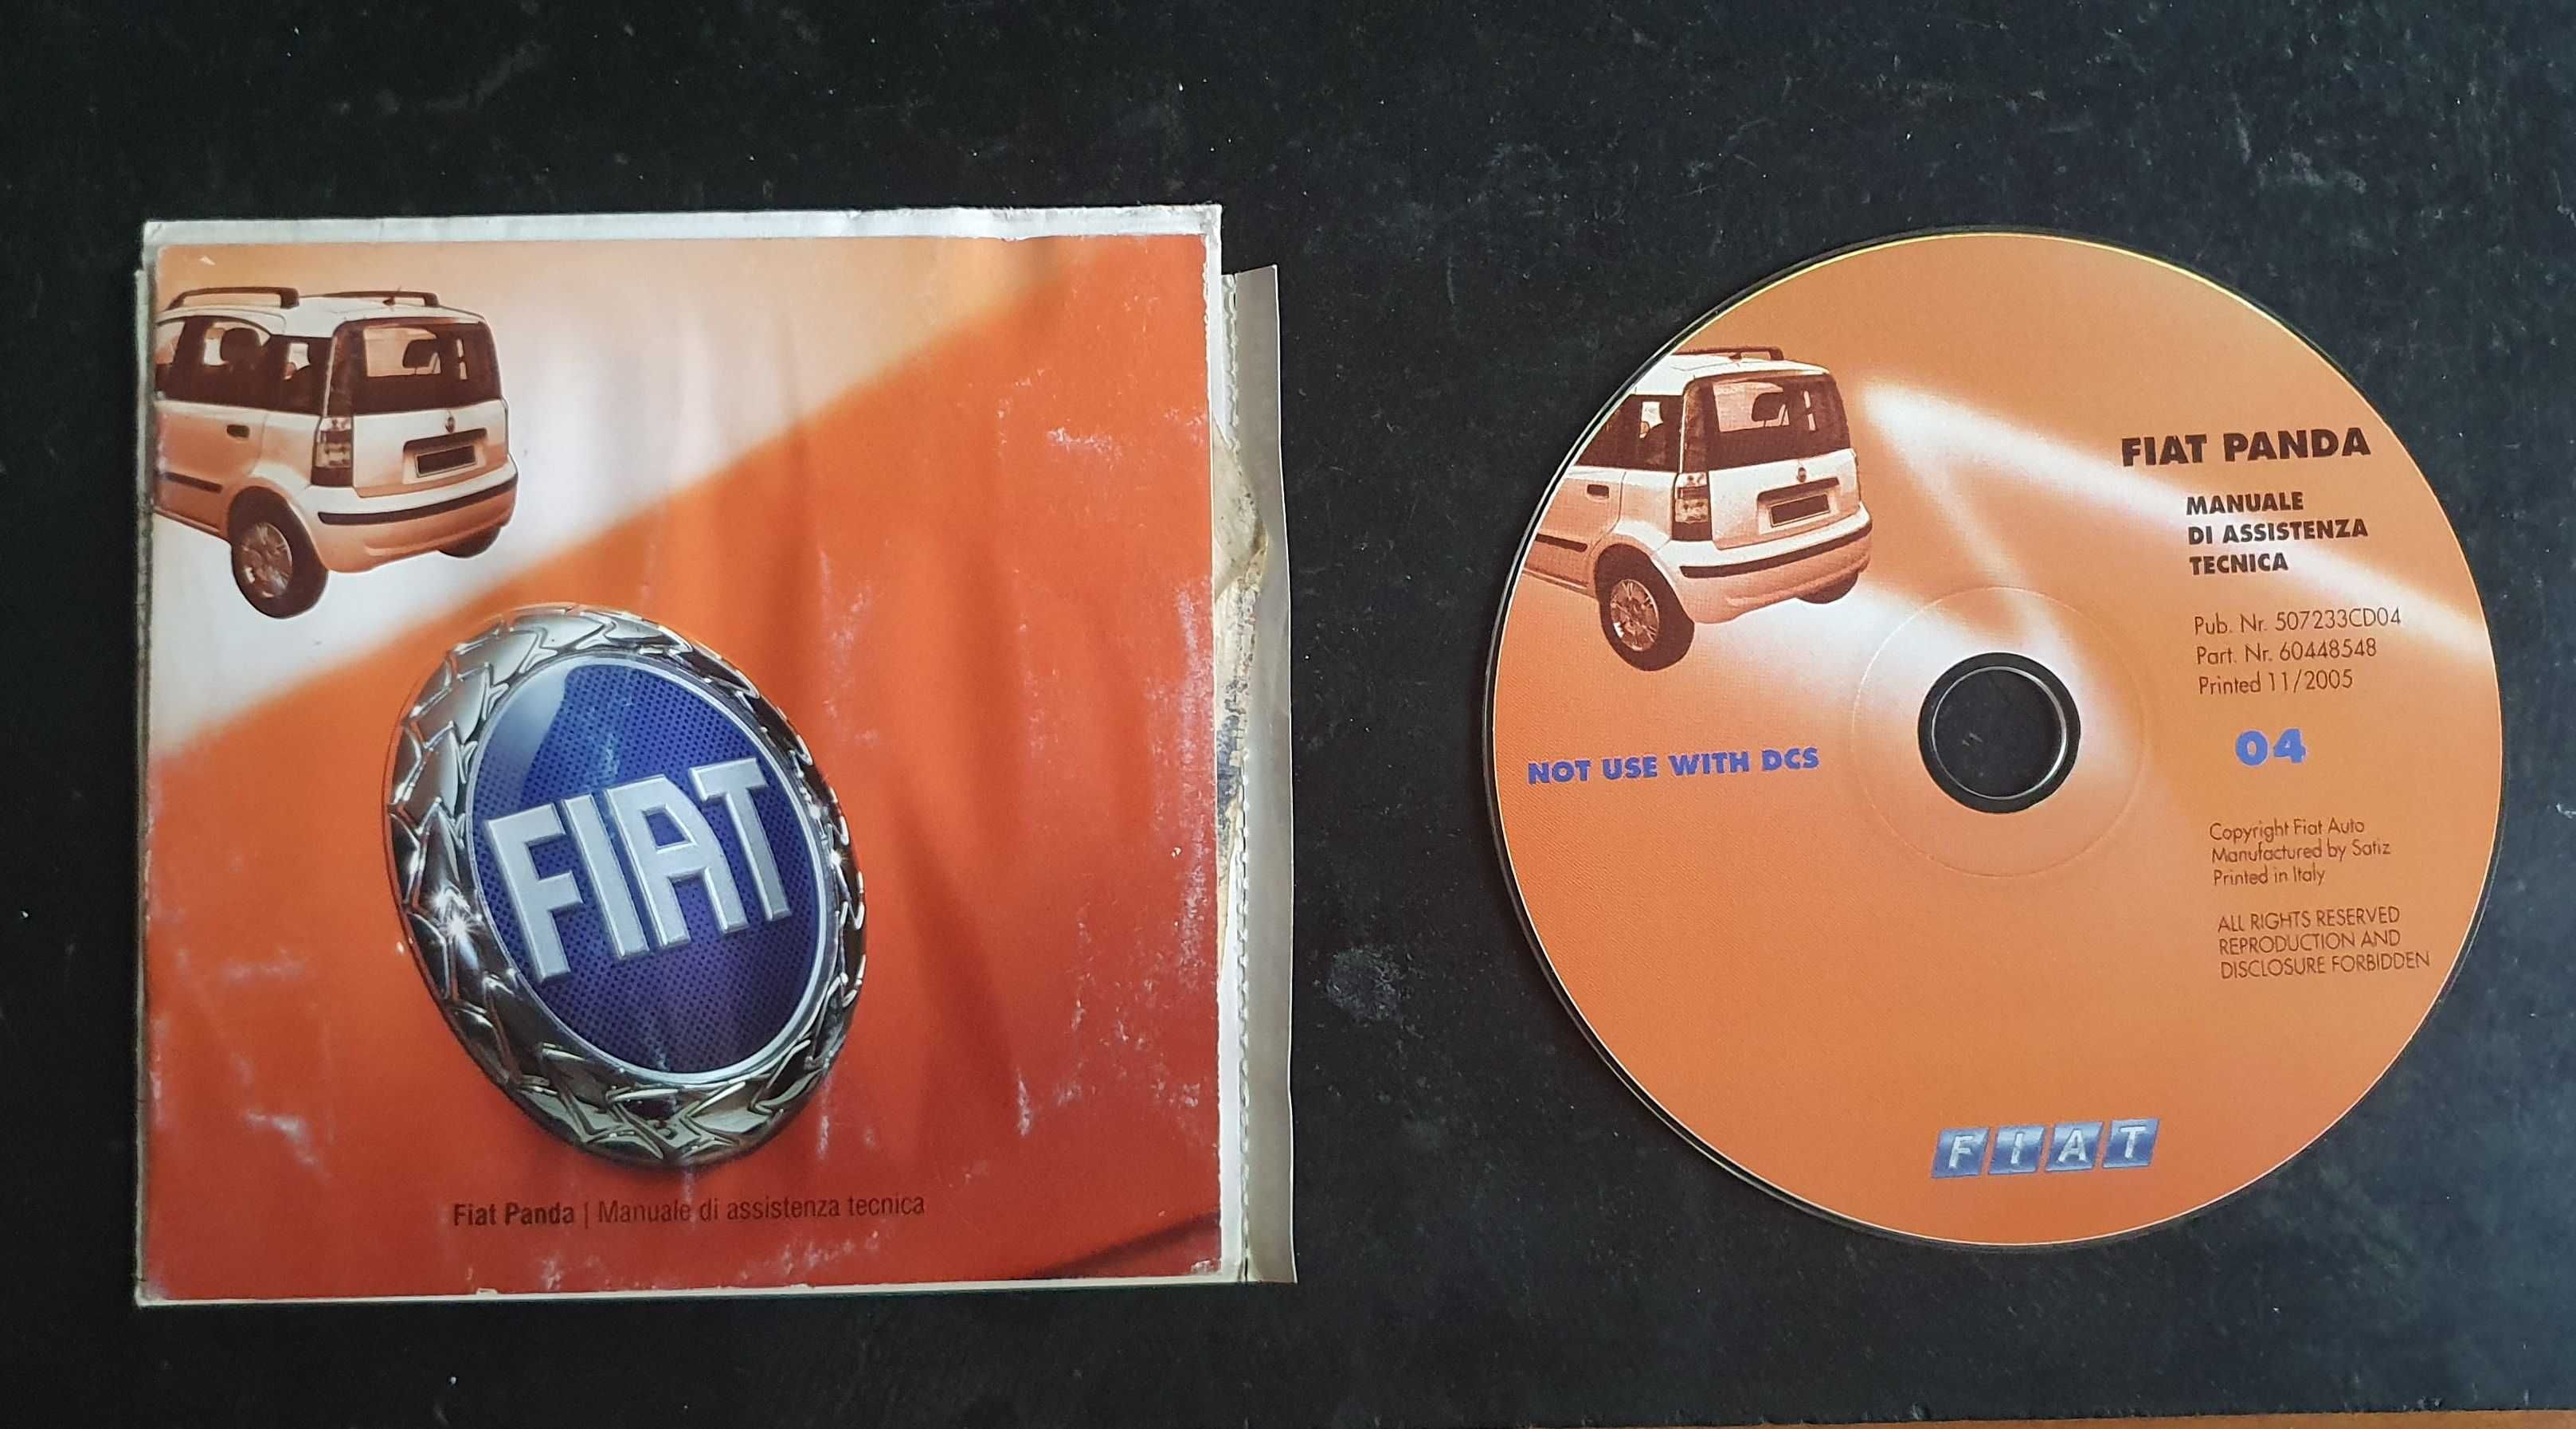 FIAT
Fiat Panda | Manuale di assistenza tecnica
FIAT PANDA
MANUALE
DI ASSISTENZA
TECNICA
Pub. Nr. 507233CD04
Part. Nr. 60448548
Printed 11/2005
04
NOT USE WITH DCS
Copyright Fiat Auto
Manufactured by Satiz
Printed in Italy
ALL RIGHTS RESERVED
REPRODUCTION AND
DISCLOSURE FORBIDDEN
FIAT